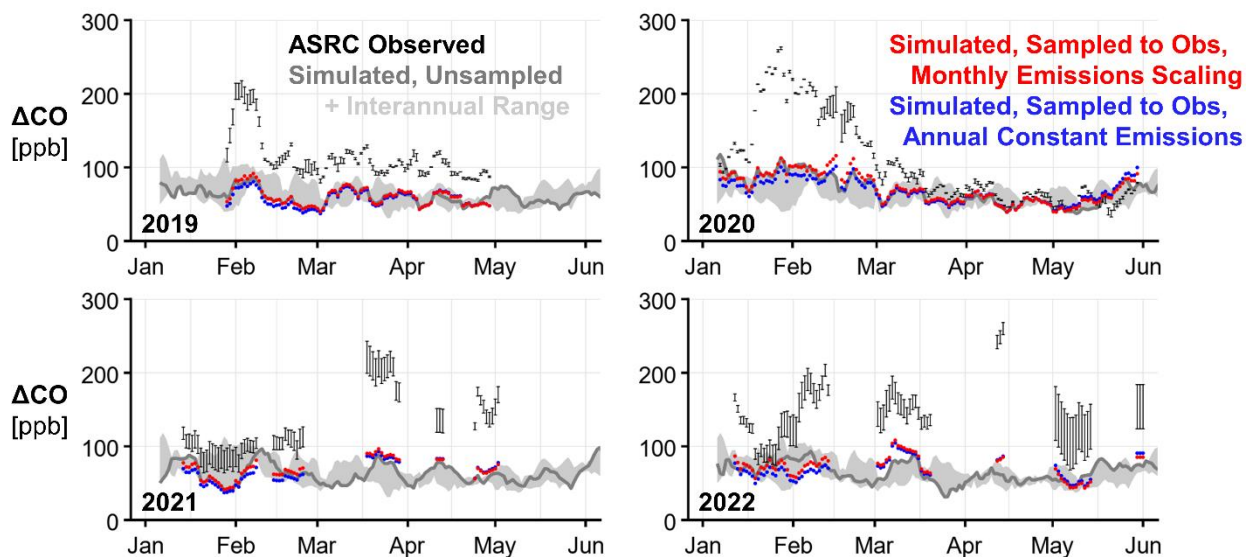 300
200
100
0
ΔCO
[ppb]
ASRC Observed
Simulated, Unsampled
+ Interannual Range
2019
Jan Feb Mar Apr May Jun
300
200
100
0
Simulated, Sampled to Obs,
Monthly Emissions Scaling
Simulated, Sampled to Obs,
Annual Constant Emissions
2020
Jan Feb Mar Apr May Jun
300
200
100
0
ΔCO
[ppb]
2021
Jan Feb Mar Apr May Jun
300
200
100
0
2022
Jan Feb Mar Apr May Jun